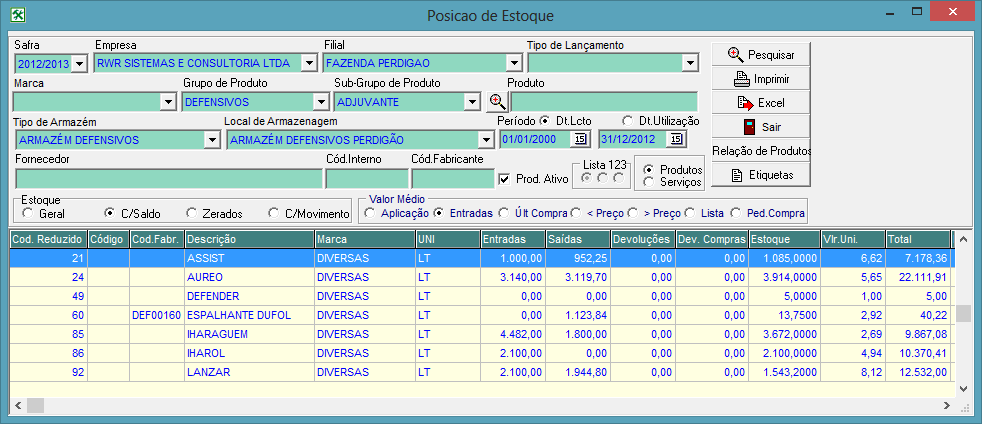 Posicao de Estoque
Safra Empresa Filial Tipo de Lançamento
2012/2013 RWR SISTEMAS E CONSULTORIA LTDA FAZENDA PERDIGAO
Pesquisar
Imprimir
Excel
Sair
Relação de Produtos
Etiquetas
Marca Grupo de Produto Sub-Grupo de Produto Produto
DEFENSIVOS ADJUVANTE
Tipo de Armazém Local de Armazenagem Período Dt.Lcto Dt.Utilização
ARMAZÉM DEFENSIVOS ARMAZÉM DEFENSIVOS PERDIGÃO 01/01/2000 15 31/12/2012 15
Fornecedor Cód.Interno Cód.Fabricante
Prod. Ativo Lista 123 Produtos
Serviços
Estoque Valor Médio
Geral C/Saldo Zerados C/Movimento Aplicação Entradas Últ Compra < Preço > Preço Lista Ped.Compra
Cod. Reduzido Código Cod.Fabr. Descrição Marca UNI Entradas Saídas Devoluções Dev. Compras Estoque Vlr.Uni. Total
21 ASSIST DIVERSAS LT 1.000,00 952,25 0,00 0,00 1.085,0000 6,62 7.178,36
24 AUREO DIVERSAS LT 3.140,00 3.119,70 0,00 0,00 3.914,0000 5,65 22.111,91
49 DEFENDER DIVERSAS LT 0,00 0,00 0,00 0,00 5,0000 1,00 5,00
60 DEF00160 ESPALHANTE DUFOL DIVERSAS LT 0,00 1.123,84 0,00 0,00 13,7500 2,92 40,22
85 IHARAGUEM DIVERSAS LT 4.482,00 1.800,00 0,00 0,00 3.672,0000 2,69 9.867,08
86 IHAROL DIVERSAS LT 2.100,00 0,00 0,00 0,00 2.100,0000 4,94 10.370,41
92 LANZAR DIVERSAS LT 2.100,00 1.944,80 0,00 0,00 1.543,2000 8,12 12.532,00